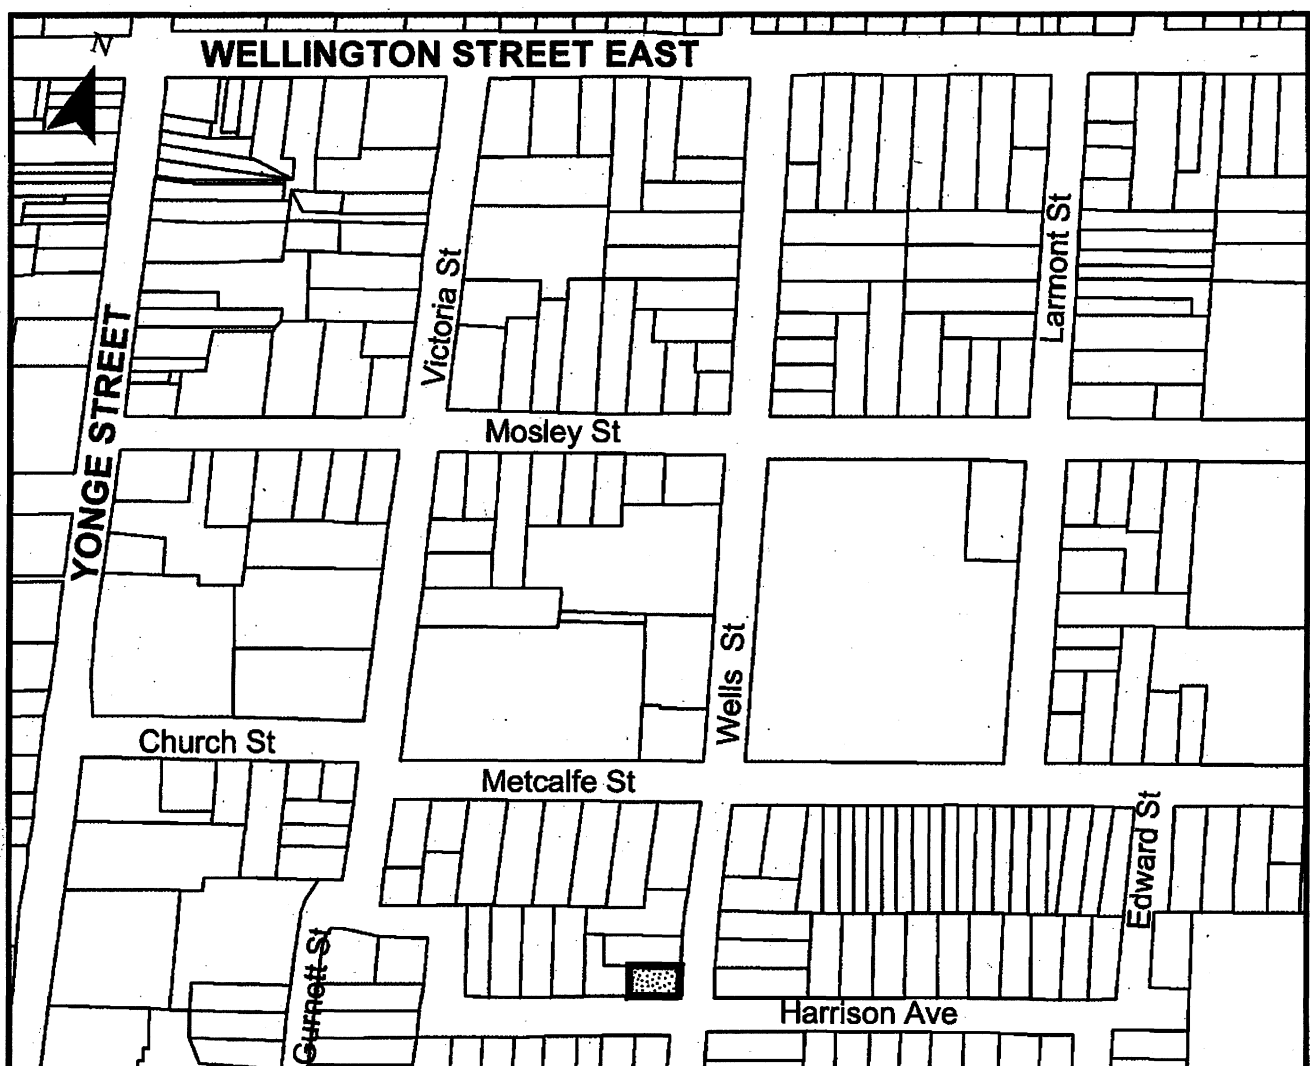 N
WELLINGTON STREET EAST
Larmont St
Victoria St
YONGE STREET
Mosley St
Wells St
Church St
Metcalfe St
Edward St
Gurnett St
Harrison Ave